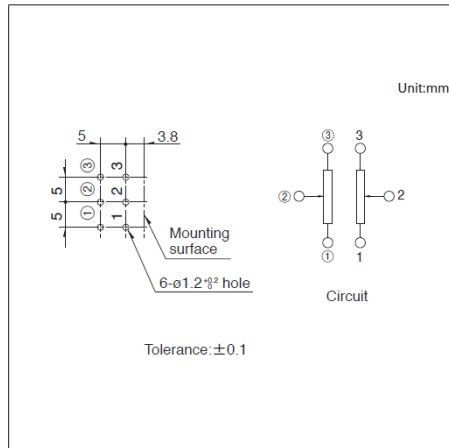 Unit:mm
5 3.8
③ 3
5 ② 2
5 ① 1
Mounting
surface
6-ø1.2 +0.2 0 hole
Tolerance:±0.1
③ 3
② 2
① 1
Circuit